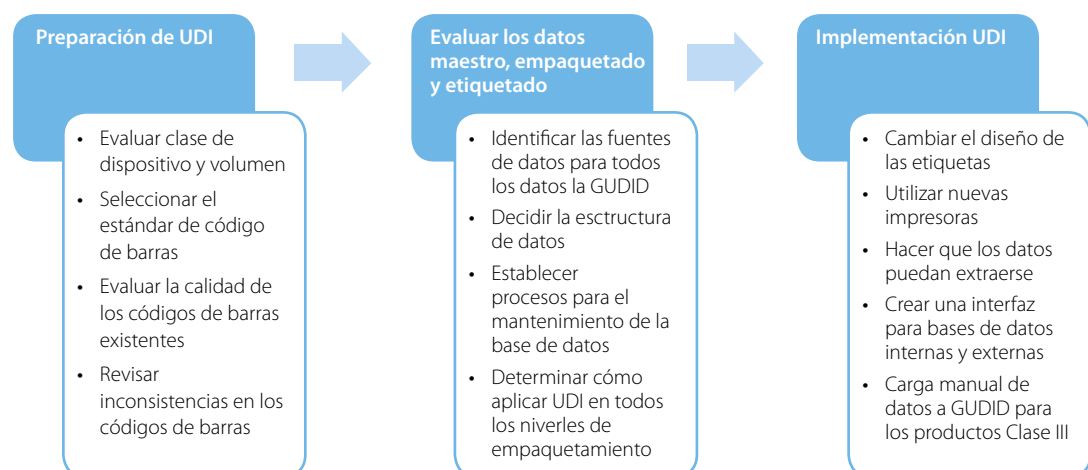 Preparación de UDI
• Evaluar clase de
dispositivo y volumen
• Seleccionar el
estándar de código
de barras
• Evaluar la calidad de
los códigos de barras
existentes
• Revisar
inconsistencias en los
códigos de barras
Evaluar los datos
maestro, empaquetado
y etiquetado
• Identificar las fuentes
de datos para todos
los datos la GUDID
• Decidir la esctructura
de datos
• Establecer
procesos para el
mantenimiento de la
base de datos
• Determinar cómo
aplicar UDI en todos
los niverles de
empaquetamiento
Implementación UDI
• Cambiar el diseño de
las etiquetas
• Utilizar nuevas
impresoras
• Hacer que los datos
puedan extraerse
• Crear una interfaz
para bases de datos
internas y externas
• Carga manual de
datos a GUDID para
los productos Clase III